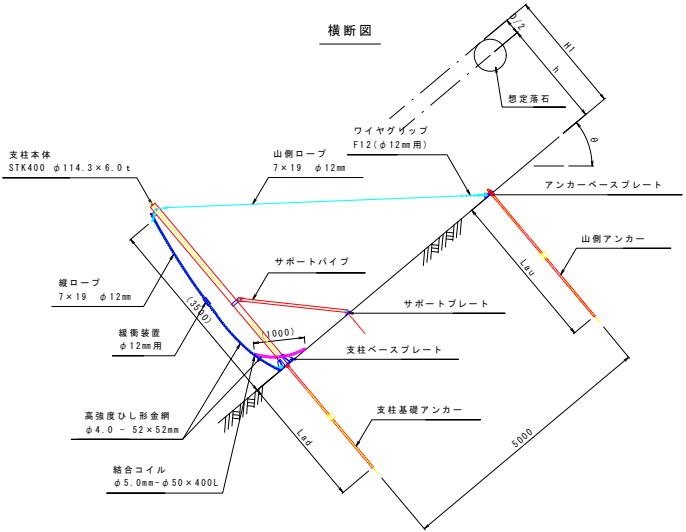 横断図
D/2
H1
h
想定落石
θ
ワイヤグリップ
F12(φ12mm用)
支柱本体
STK400 φ114.3×6.0t
山側ロープ
7×19 φ12mm
アンカーベースプレート
山側アンカー
サポートパイプ
Lau
縦ロープ
7×19 φ12mm
(3500)
サポートプレート
緩衝装置
φ12mm用
(1000)
支柱ベースプレート
高強度ひし形金網
φ4.0 - 52×52mm
支柱基礎アンカー
Lad
5000
結合コイル
φ5.0mm-φ50×400L